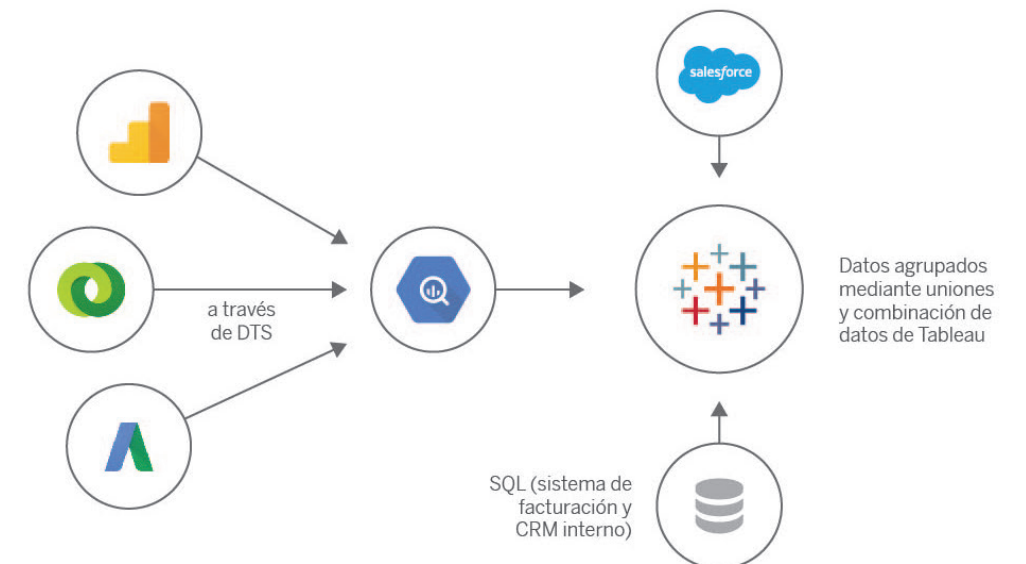 salesforce
a través
de DTS
Datos agrupados
mediante uniones
y combinación de
datos de Tableau
SQL (sistema de
facturación y
CRM interno)